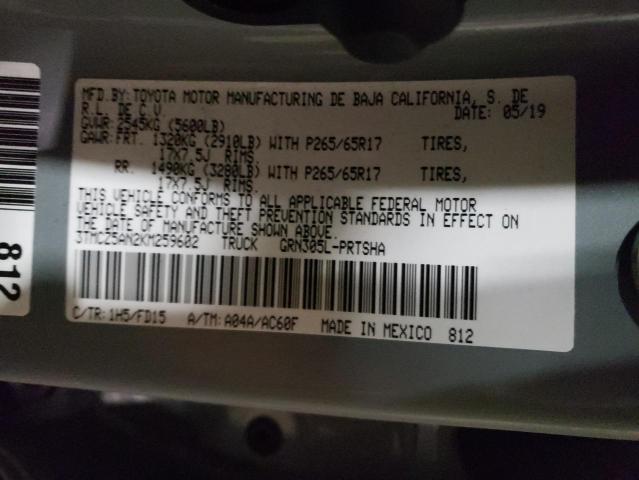 MFD.BY:TOYOTA MOTOR MANUFACTURING DE BAJA CALIFORNIA, S. DE
R.L. DE C.V. DATE: 05/19
GVWR:2545KG (5600LB)
GAWR:FRT. 1320KG (2910LB) WITH P265/65R17 TIRES,
17X7.5J RIMS.
RR. 1490KG (3280LB) WITH P265/65R17 TIRES,
17X7.5J RIMS.
THIS VEHICLE CONFORMS TO ALL APPLICABLE FEDERAL MOTOR
VEHICLE SAFETY AND THEFT PREVENTION STANDARDS IN EFFECT ON
THE DATE OF MANUFACTURE SHOWN ABOVE.
3TMCZ5AN2KM259602 TRUCK GRN305L-PRTSHA
C/TR:1H5/FD15 A/TM:A04A/AC60F MADE IN MEXICO 812
812